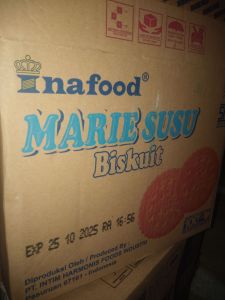 Inafood®
MARIE SUSU
Biskuit
EXP 25 10 2025 RA 16:56
Diproduksi Oleh / Produced By
PT. INTIM HARMONIS FOODS INDUSTRI
Pasuruan 67161 - Indonesia